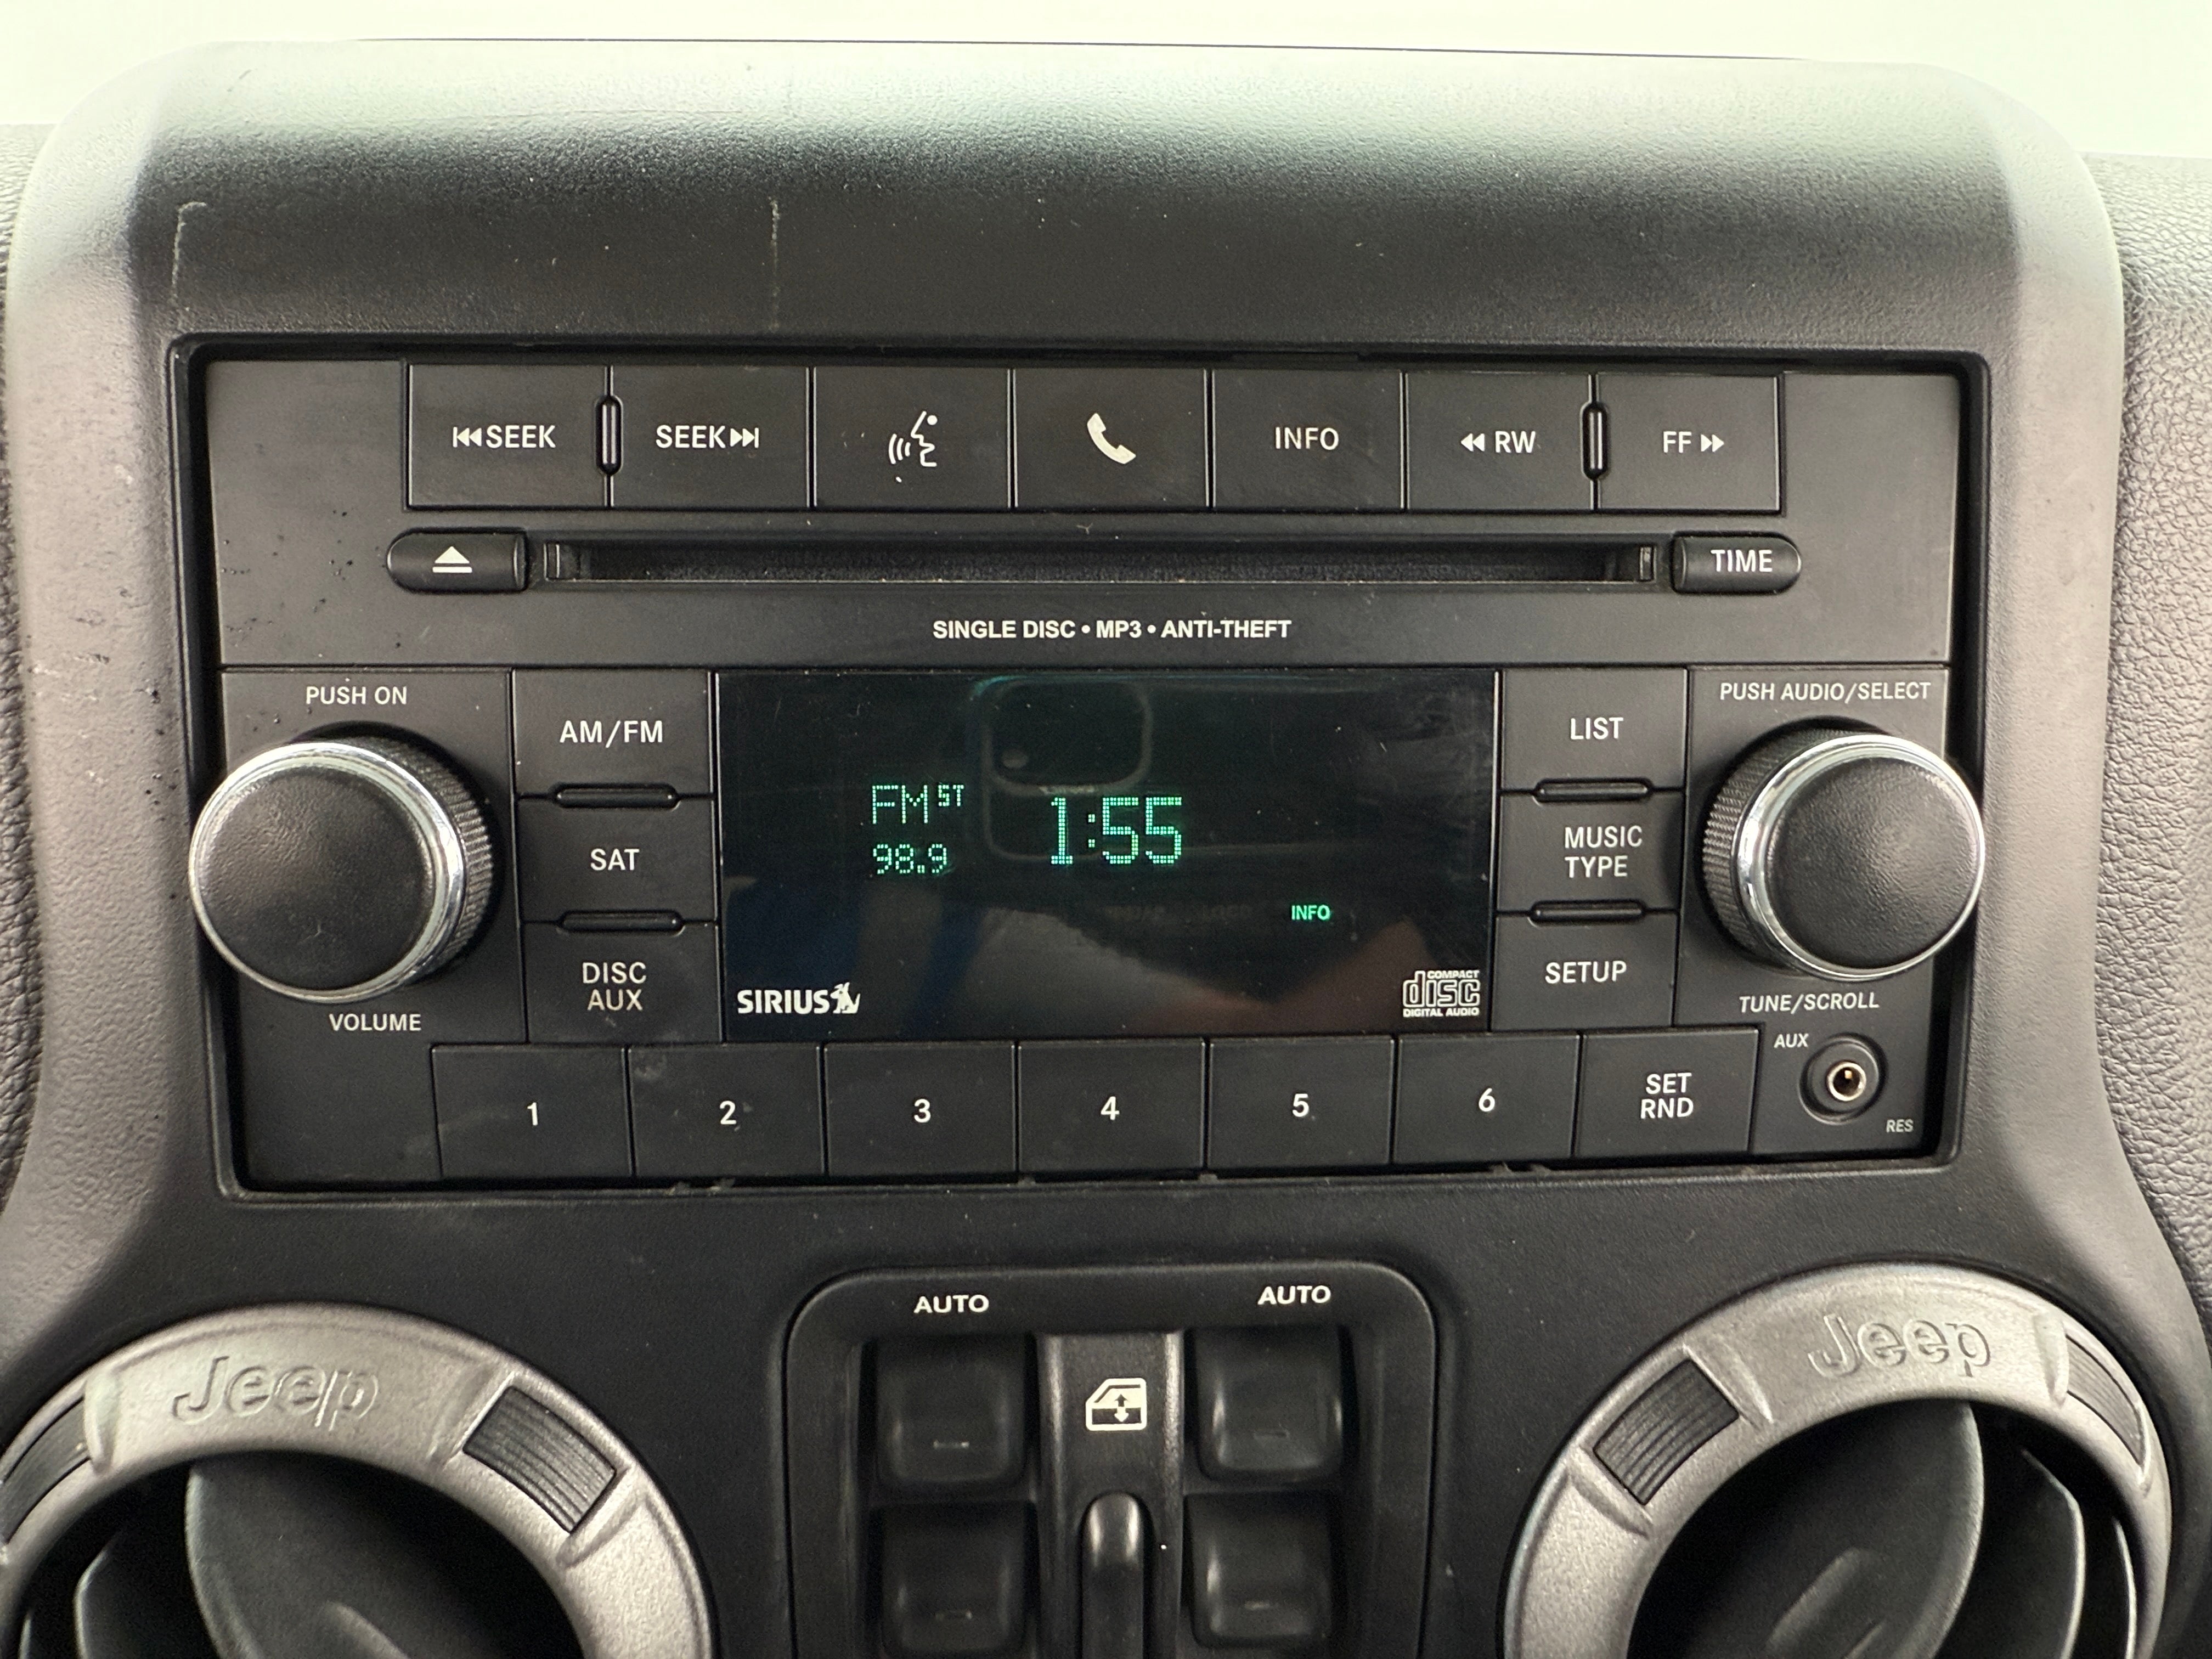 SEEK SEEK INFO RW FF
TIME
SINGLE DISC • MP3 • ANTI-THEFT
PUSH ON
PUSH AUDIO/SELECT
AM/FM
LIST
FM ST 1:55
98.9
SAT
MUSIC
TYPE
INFO
DISC
AUX
SETUP
SIRIUS
COMPACT
disc
DIGITAL AUDIO
VOLUME
TUNE/SCROLL
AUX
1 2 3 4 5 6
SET
RND
RES
AUTO AUTO
Jeep
Jeep